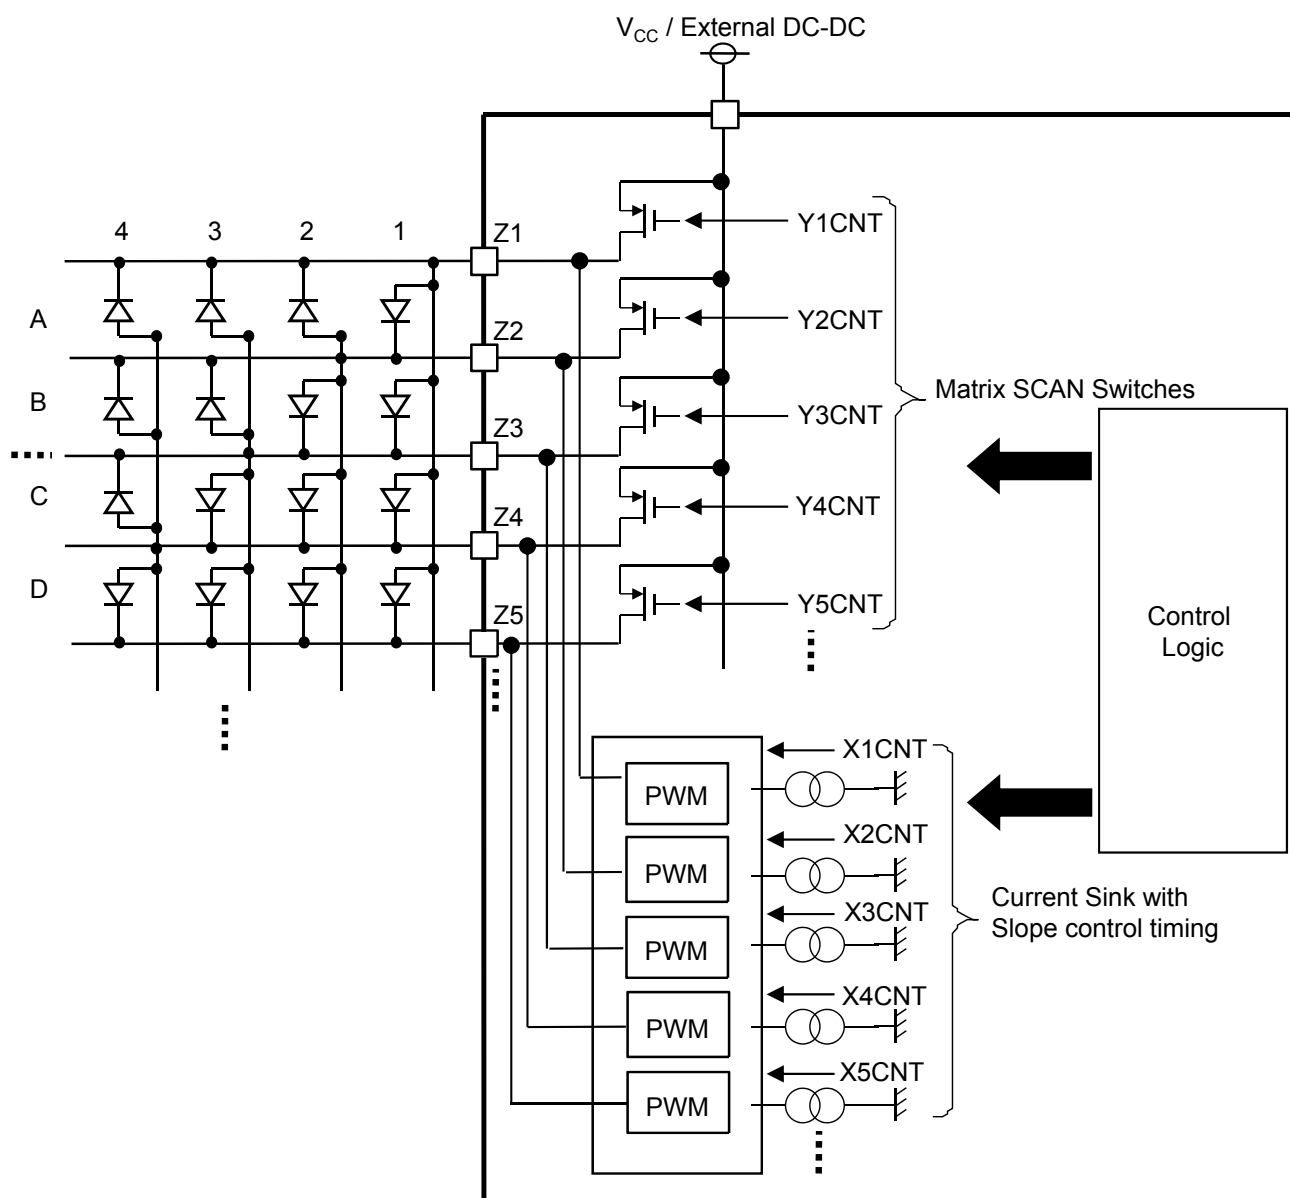 V_CC / External DC-DC
4 3 2 1
Z1
Y1CNT
A
Z2
Y2CNT
B
Z3
Y3CNT
Matrix SCAN Switches
C
Z4
Y4CNT
D
Z5
Y5CNT
Control
Logic
PWM
X1CNT
PWM
X2CNT
PWM
X3CNT
Current Sink with
Slope control timing
PWM
X4CNT
PWM
X5CNT